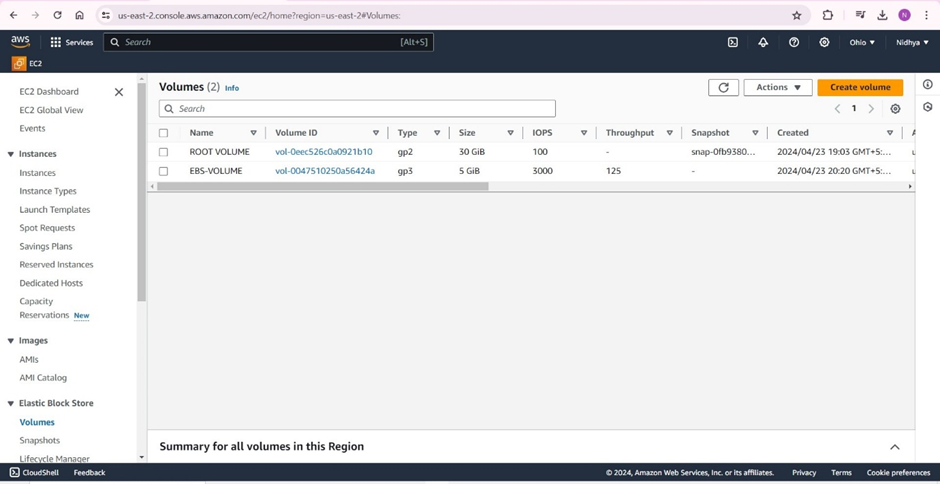 us-east-2.console.aws.amazon.com/ec2/home?region=us-east-2#Volumes:
N
aws
Services
Search
[Alt+S]
Ohio
Nidhya
EC2
EC2 Dashboard
EC2 Global View
Events
Instances
Instances
Instance Types
Launch Templates
Spot Requests
Savings Plans
Reserved Instances
Dedicated Hosts
Capacity
Reservations New
Images
AMIs
AMI Catalog
Elastic Block Store
Volumes
Snapshots
Lifecycle Manager
Volumes (2) Info
Actions
Create volume
Search
1
Name Volume ID Type Size IOPS Throughput Snapshot Created A
ROOT VOLUME vol-0eec526c0a0921b10 gp2 30 GiB 100 - snap-0fb9380... 2024/04/23 19:03 GMT+5:... u
EBS-VOLUME vol-0047510250a56424a gp3 5 GiB 3000 125 - 2024/04/23 20:20 GMT+5:... u
Summary for all volumes in this Region
CloudShell Feedback © 2024, Amazon Web Services, Inc. or its affiliates. Privacy Terms Cookie preferences